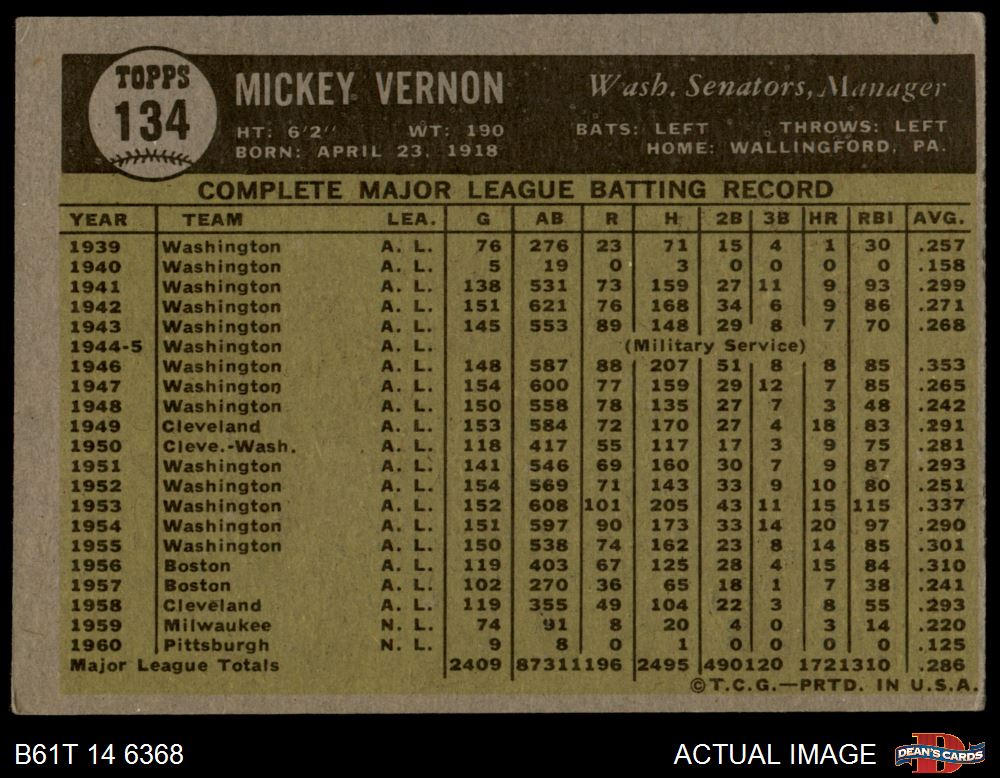 TOPPS
134
MICKEY VERNON
Wash. Senators, Manager
HT: 6'2" WT: 190 BATS: LEFT THROWS: LEFT
BORN: APRIL 23, 1918 HOME: WALLINGFORD, PA.
COMPLETE MAJOR LEAGUE BATTING RECORD
YEAR TEAM LEA. G AB R H 2B 3B HR RBI AVG.
1939 Washington A. L. 76 276 23 71 15 4 1 30 .257
1940 Washington A. L. 5 19 0 3 0 0 0 0 .158
1941 Washington A. L. 138 531 73 159 27 11 9 93 .299
1942 Washington A. L. 151 621 76 168 34 6 9 86 .271
1943 Washington A. L. 145 553 89 148 29 8 7 70 .268
1944-5 Washington A. L. (Military Service)
1946 Washington A. L. 148 587 88 207 51 8 8 85 .353
1947 Washington A. L. 154 600 77 159 29 12 7 85 .265
1948 Washington A. L. 150 558 78 135 27 7 3 48 .242
1949 Cleveland A. L. 153 584 72 170 27 4 18 83 .291
1950 Cleve.-Wash. A. L. 118 417 55 117 17 3 9 75 .281
1951 Washington A. L. 141 546 69 160 30 7 9 87 .293
1952 Washington A. L. 154 569 71 143 33 9 10 80 .251
1953 Washington A. L. 152 608 101 205 43 11 15 115 .337
1954 Washington A. L. 151 597 90 173 33 14 20 97 .290
1955 Washington A. L. 150 538 74 162 23 8 14 85 .301
1956 Boston A. L. 119 403 67 125 28 4 15 84 .310
1957 Boston A. L. 102 270 36 65 18 1 7 38 .241
1958 Cleveland A. L. 119 355 49 104 22 3 8 55 .293
1959 Milwaukee N. L. 74 91 8 20 4 0 3 14 .220
1960 Pittsburgh N. L. 9 8 0 1 0 0 0 0 .125
Major League Totals 2409 8731 1196 2495 490 120 172 1310 .286
©T.C.G.—PRTD. IN U.S.A.
B61T 14 6368 ACTUAL IMAGE DEAN'S CARDS